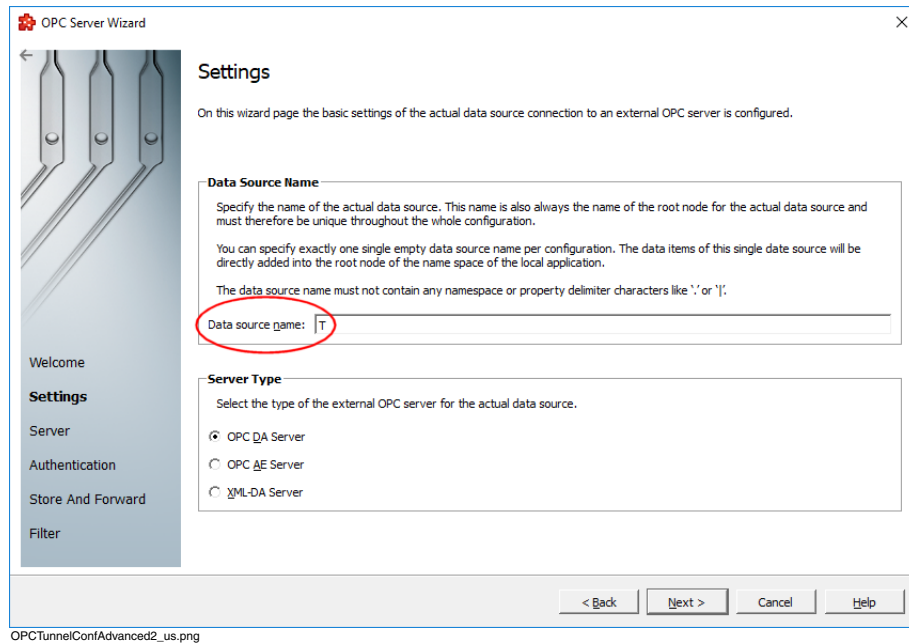 OPC Server Wizard
Settings
On this wizard page the basic settings of the actual data source connection to an external OPC server is configured.
Data Source Name
Specify the name of the actual data source. This name is also always the name of the root node for the actual data source and
must therefore be unique throughout the whole configuration.
You can specify exactly one single empty data source name per configuration. The data items of this single date source will be
directly added into the root node of the name space of the local application.
The data source name must not contain any namespace or property delimiter characters like '.' or '|'.
Data source name: T
Welcome
Settings
Server
Authentication
Store And Forward
Filter
Server Type
Select the type of the external OPC server for the actual data source.
OPC DA Server
OPC AE Server
XML-DA Server
< Back Next > Cancel Help
OPCTunnelConfAdvanced2_us.png